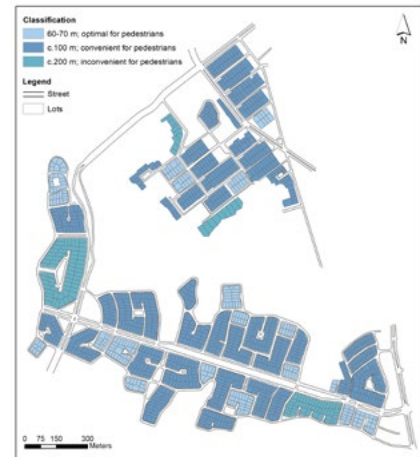 Classification
60-70 m; optimal for pedestrians
c.100 m; convenient for pedestrians
c.200 m; inconvenient for pedestrians
Legend
Street
Lots
N
0 75 150 300
Meters